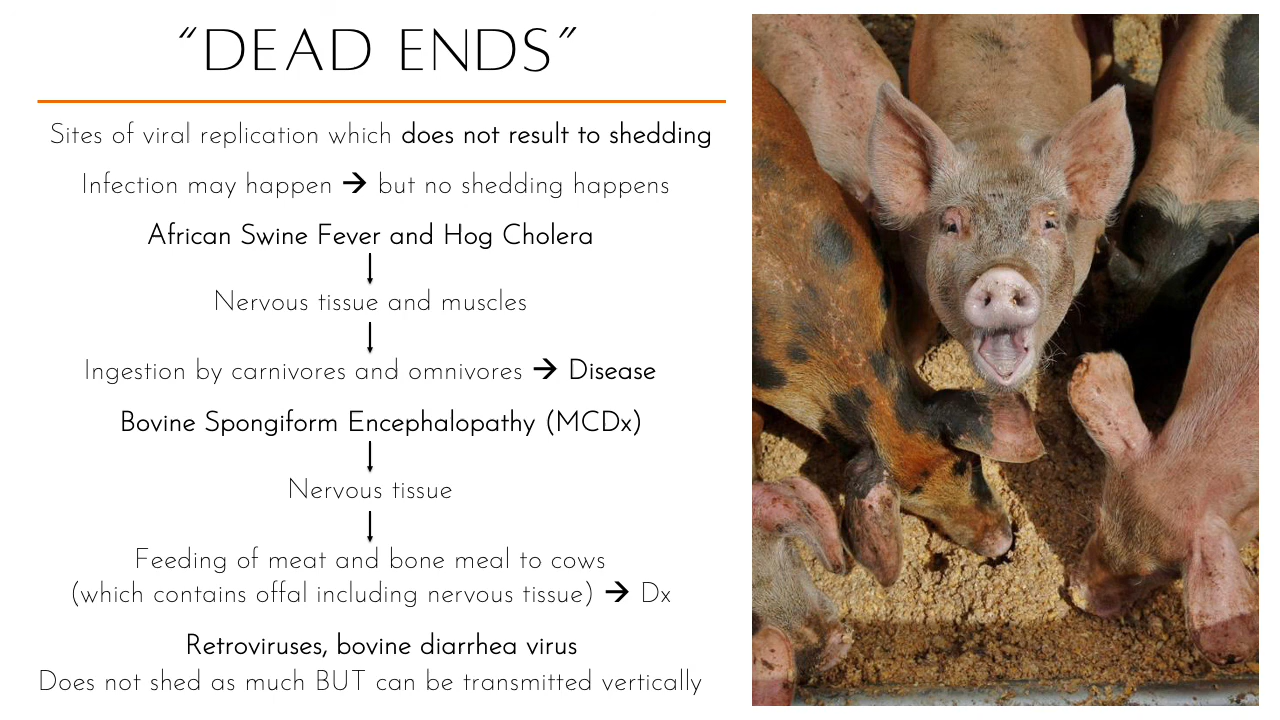 “DEAD ENDS”
Sites of viral replication which does not result to shedding
Infection may happen → but no shedding happens
African Swine Fever and Hog Cholera
Nervous tissue and muscles
Ingestion by carnivores and omnivores → Disease
Bovine Spongiform Encephalopathy (MCDx)
Nervous tissue
Feeding of meat and bone meal to cows
(which contains offal including nervous tissue) → Dx
Retroviruses, bovine diarrhea virus
Does not shed as much BUT can be transmitted vertically